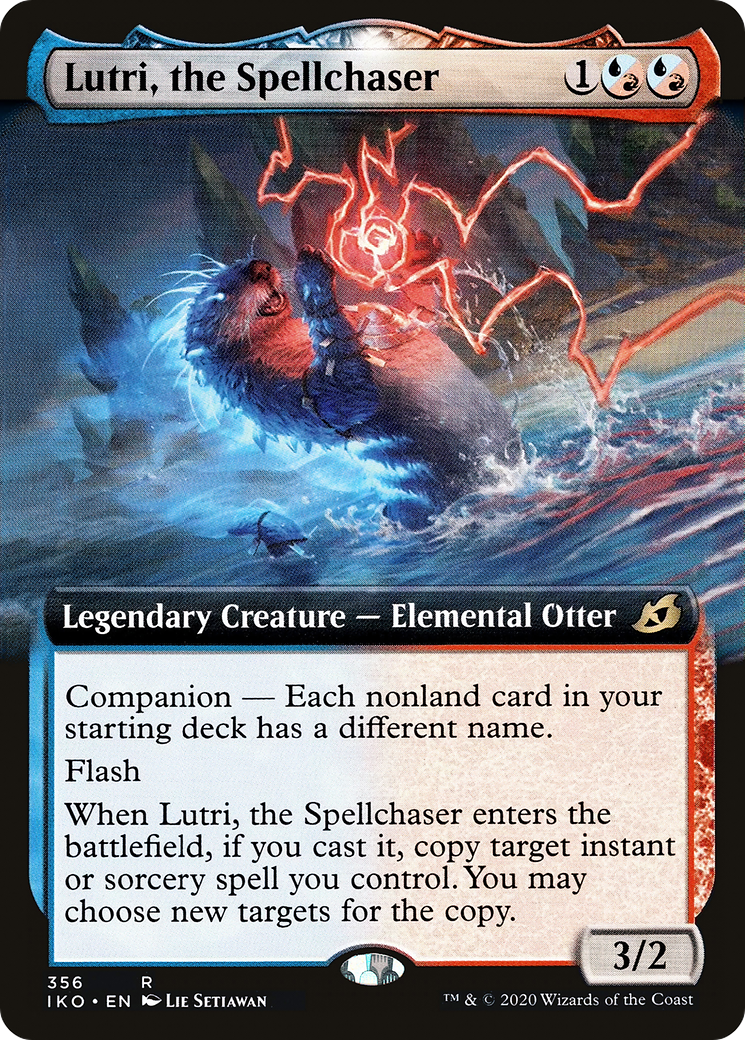 Lutri, the Spellchaser 1
Legendary Creature — Elemental Otter
Companion — Each nonland card in your
starting deck has a different name.
Flash
When Lutri, the Spellchaser enters the
battlefield, if you cast it, copy target instant
or sorcery spell you control. You may
choose new targets for the copy.
3/2
356 R
IKO • EN Lie Setiawan
™ & © 2020 Wizards of the Coast